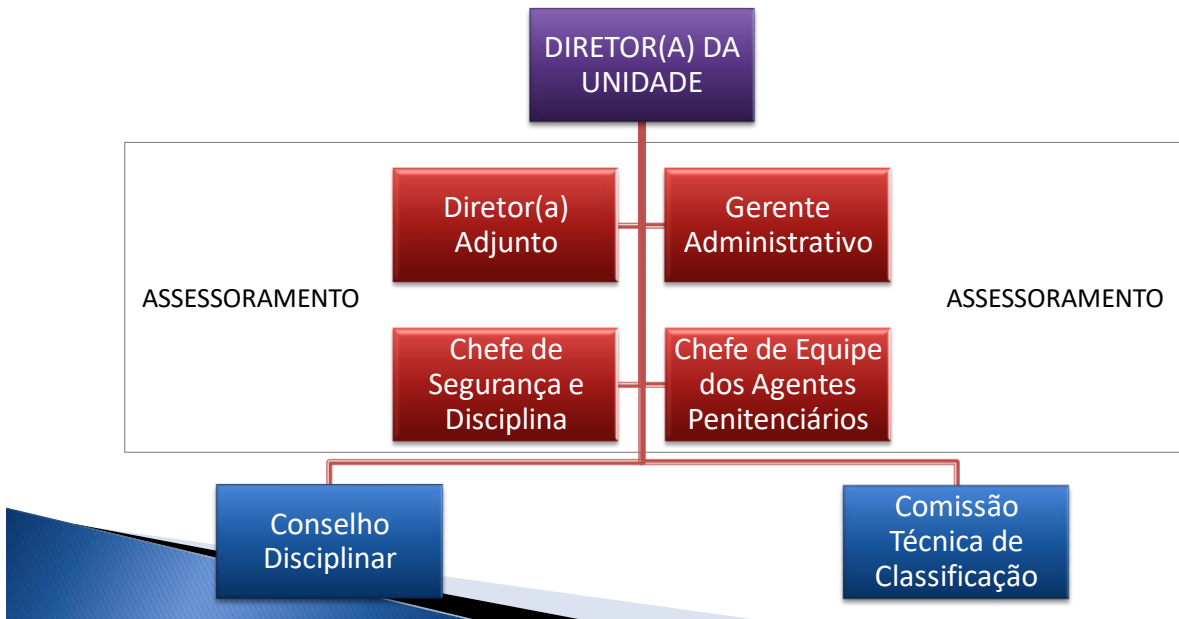 DIRETOR(A) DA
UNIDADE
Diretor(a)
Adjunto
Gerente
Administrativo
ASSESSORAMENTO
ASSESSORAMENTO
Chefe de
Segurança e
Disciplina
Chefe de Equipe
dos Agentes
Penitenciários
Conselho
Disciplinar
Comissão
Técnica de
Classificação